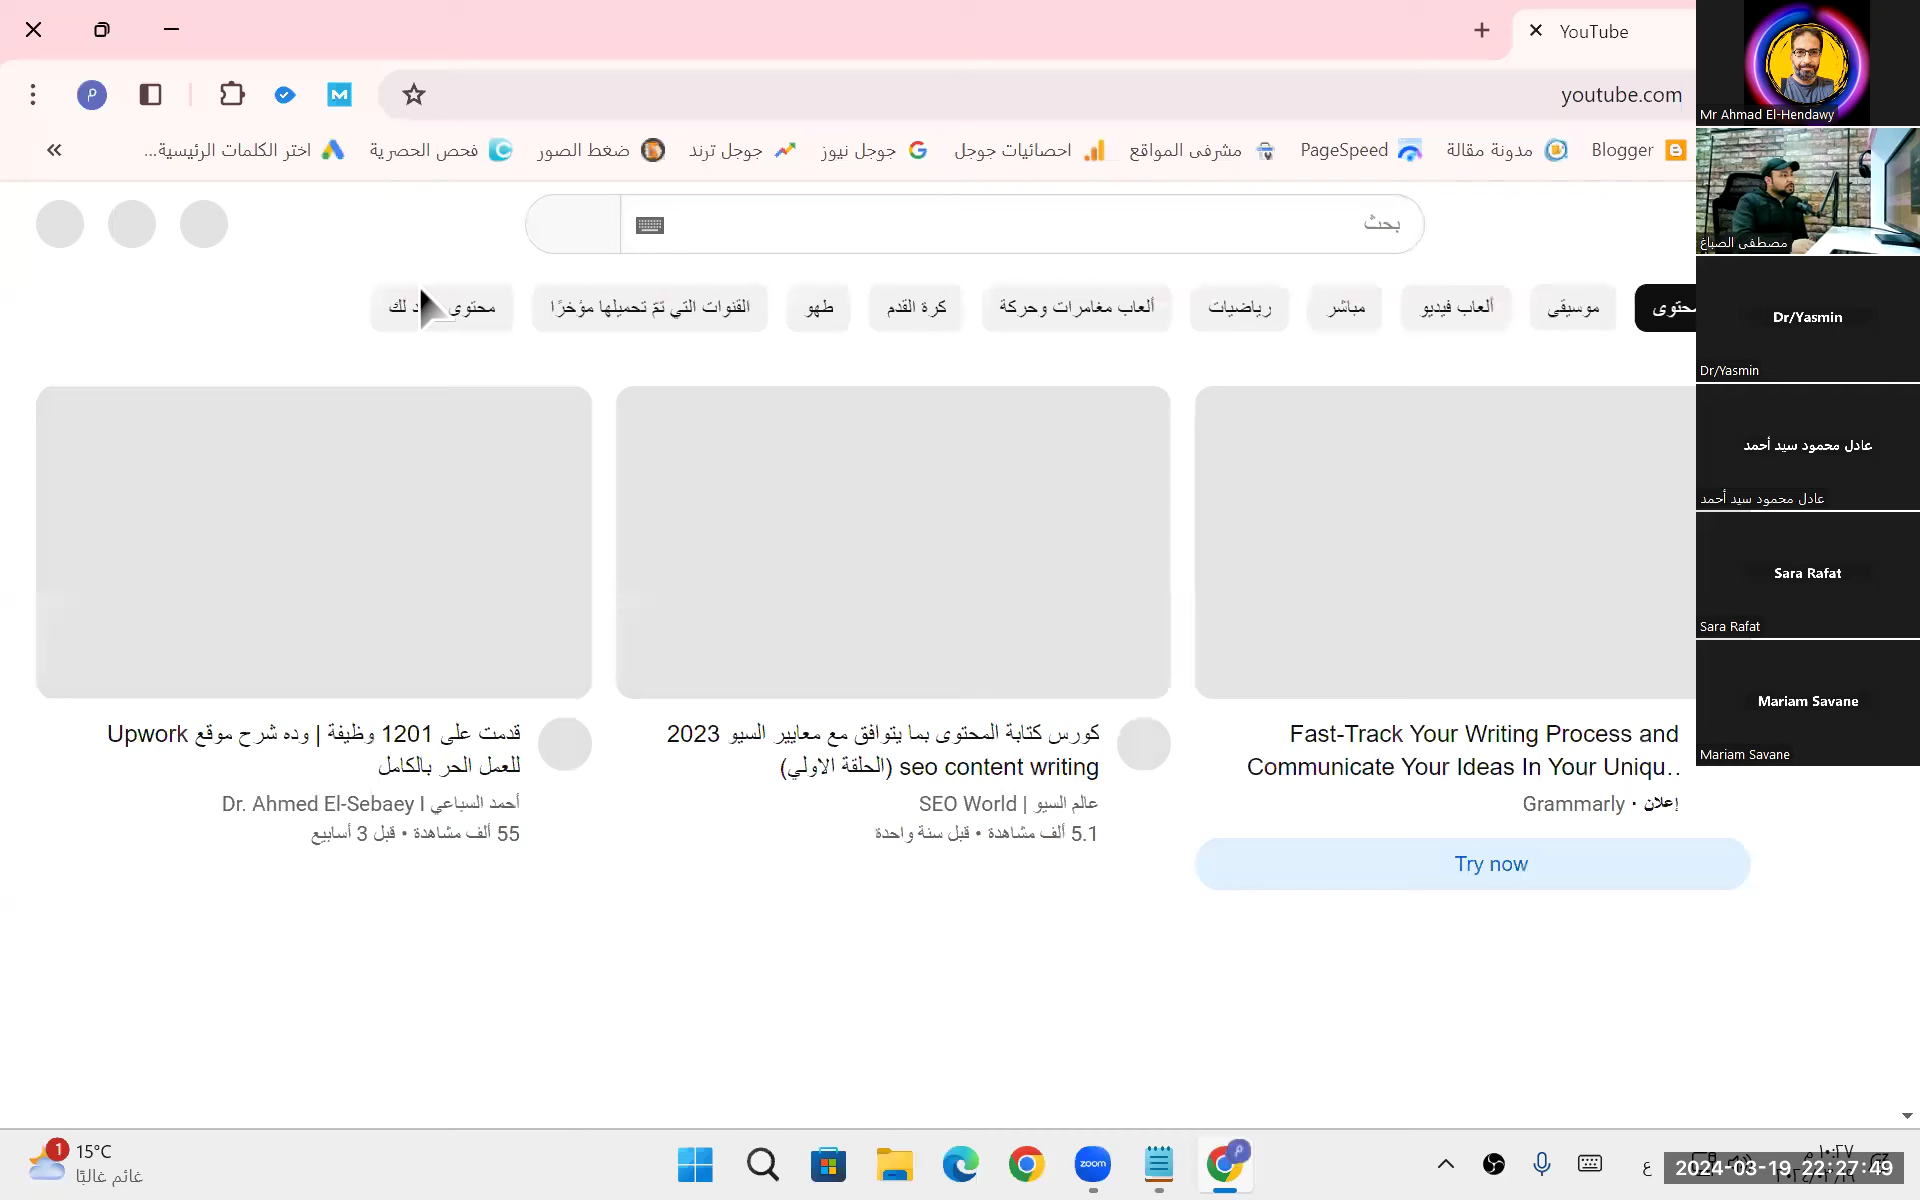 YouTube
youtube.com
Blogger
مدونة مقالة
PageSpeed
مشرفى المواقع
احصائيات جوجل
جوجل نيوز
جوجل ترند
ضغط الصور
فحص الحصرية
اختر الكلمات الرئيسية...
بحث
موسيقى
ألعاب فيديو
مباشر
رياضيات
ألعاب مغامرات وحركة
كرة القدم
طهو
القنوات التي تمّ تحميلها مؤخرًا
محتوى
لك
Fast-Track Your Writing Process and
Communicate Your Ideas In Your Uniqu..
إعلان · Grammarly
Try now
كورس كتابة المحتوى بما يتوافق مع معايير السيو 2023
seo content writing (الحلقة الاولي)
عالم السيو | SEO World
5.1 ألف مشاهدة • قبل سنة واحدة
قدمت على 1201 وظيفة | وده شرح موقع Upwork
للعمل الحر بالكامل
أحمد السباعي Dr. Ahmed El-Sebaey I
55 ألف مشاهدة • قبل 3 أسابيع
Mr Ahmad El-Hendawy
مصطفى الصباغ
Dr/Yasmin
Dr/Yasmin
عادل محمود سيد أحمد
عادل محمود سيد أحمد
Sara Rafat
Sara Rafat
Mariam Savane
Mariam Savane
1
15°C
غائم غالبًا
zoom
ع
2024-03-19 22:27:49